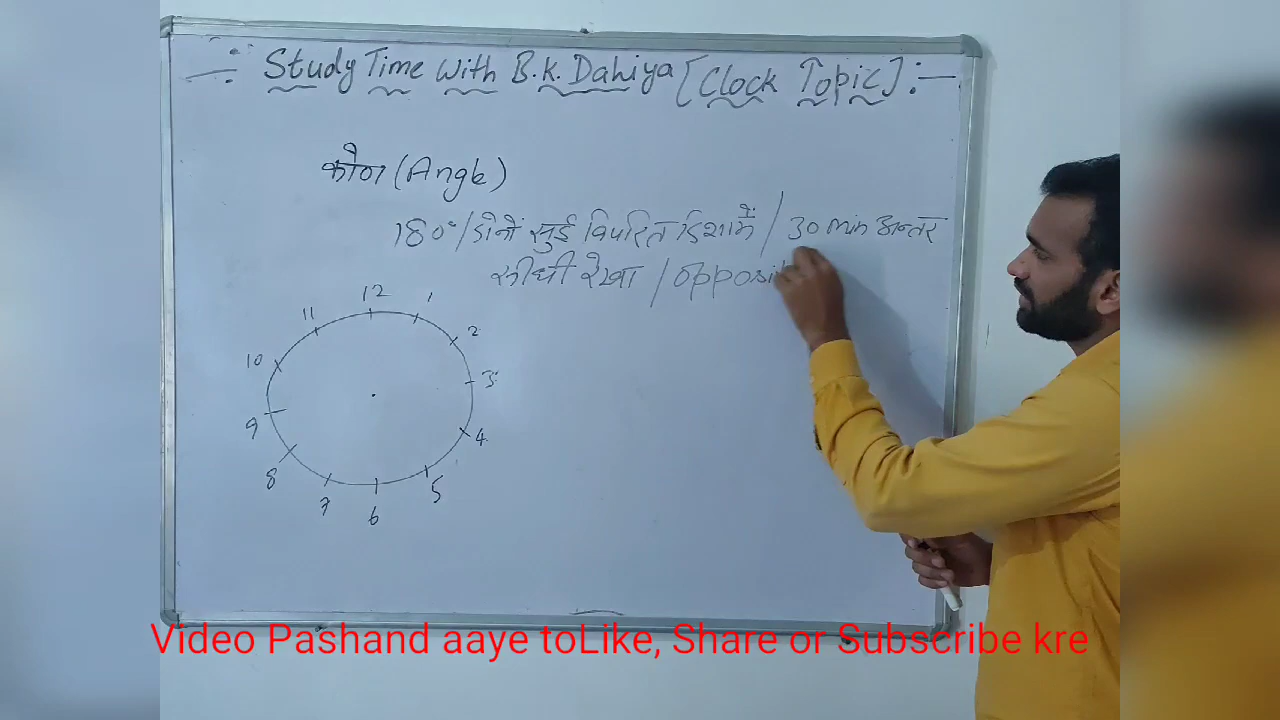 Study Time With B.K. Dahiya [Clock Topic]:—
कोण (Angle)
180°/दोनों सुई विपरित दिशा में / 30 min अन्तर
सीधी रेखा / opposit
12
1
2
3
4
5
6
7
8
9
10
11
Video Pashand aaye toLike, Share or Subscribe kre